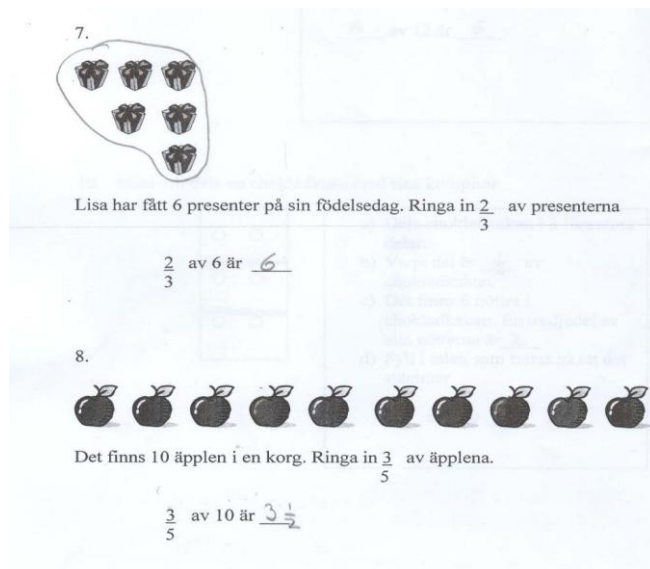 7.
Lisa har fått 6 presenter på sin födelsedag. Ringa in 2/3 av presenterna
2/3 av 6 är 6
8.
Det finns 10 äpplen i en korg. Ringa in 3/5 av äpplena.
3/5 av 10 är 3 1/2